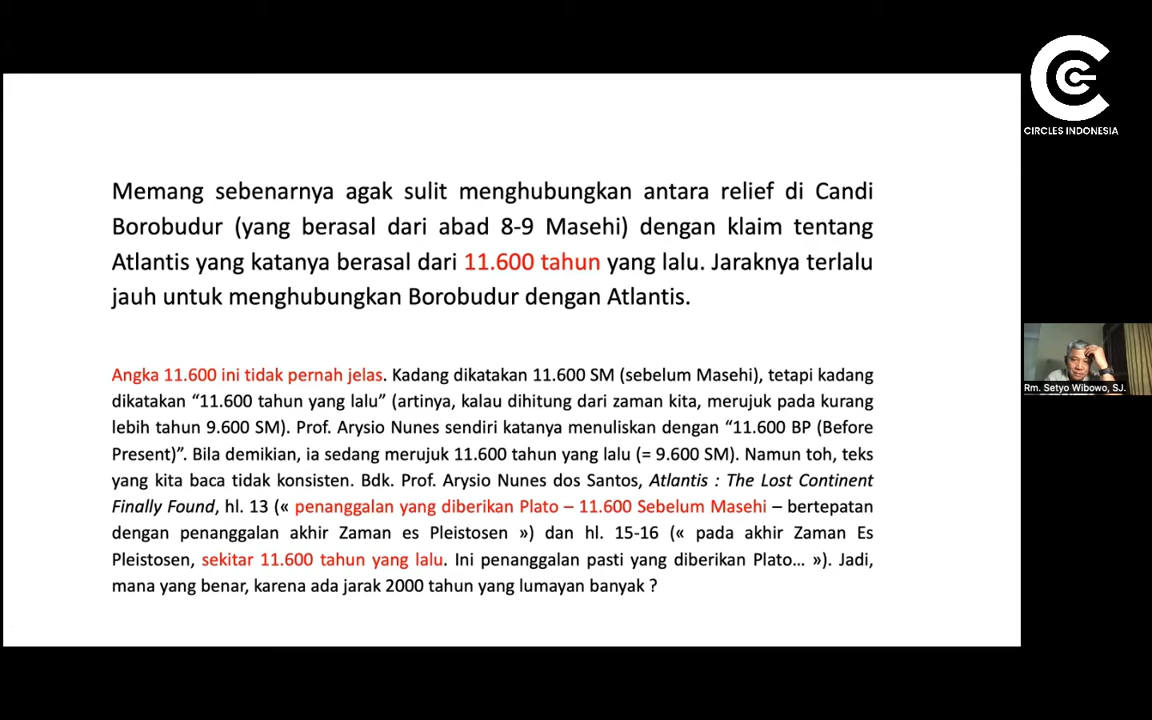 CIRCLES INDONESIA
Memang sebenarnya agak sulit menghubungkan antara relief di Candi
Borobudur (yang berasal dari abad 8-9 Masehi) dengan klaim tentang
Atlantis yang katanya berasal dari 11.600 tahun yang lalu. Jaraknya terlalu
jauh untuk menghubungkan Borobudur dengan Atlantis.
Angka 11.600 ini tidak pernah jelas. Kadang dikatakan 11.600 SM (sebelum Masehi), tetapi kadang
dikatakan “11.600 tahun yang lalu” (artinya, kalau dihitung dari zaman kita, merujuk pada kurang
lebih tahun 9.600 SM). Prof. Arysio Nunes sendiri katanya menuliskan dengan “11.600 BP (Before
Present)”. Bila demikian, ia sedang merujuk 11.600 tahun yang lalu (= 9.600 SM). Namun toh, teks
yang kita baca tidak konsisten. Bdk. Prof. Arysio Nunes dos Santos, Atlantis : The Lost Continent
Finally Found, hl. 13 (« penanggalan yang diberikan Plato – 11.600 Sebelum Masehi – bertepatan
dengan penanggalan akhir Zaman es Pleistosen ») dan hl. 15-16 (« pada akhir Zaman Es
Pleistosen, sekitar 11.600 tahun yang lalu. Ini penanggalan pasti yang diberikan Plato… »). Jadi,
mana yang benar, karena ada jarak 2000 tahun yang lumayan banyak ?
Rm. Setyo Wibowo, SJ.